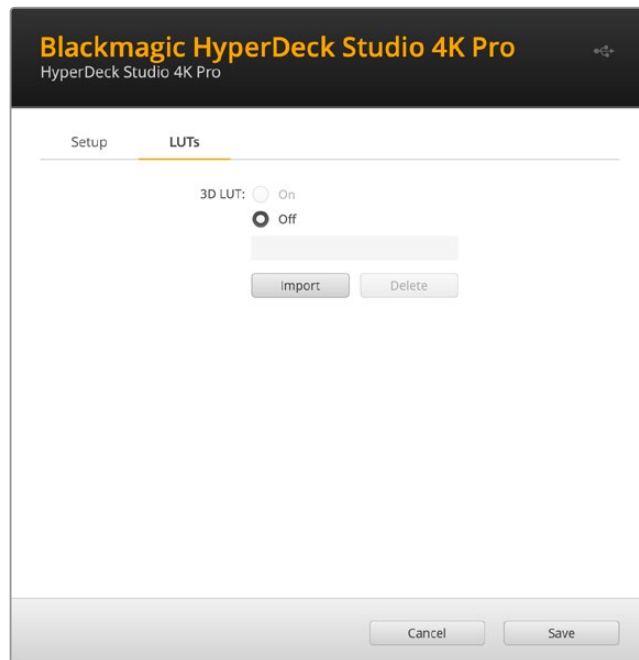 Blackmagic HyperDeck Studio 4K Pro
HyperDeck Studio 4K Pro
Setup LUTs
3D LUT: On
Off
Import Delete
Cancel Save